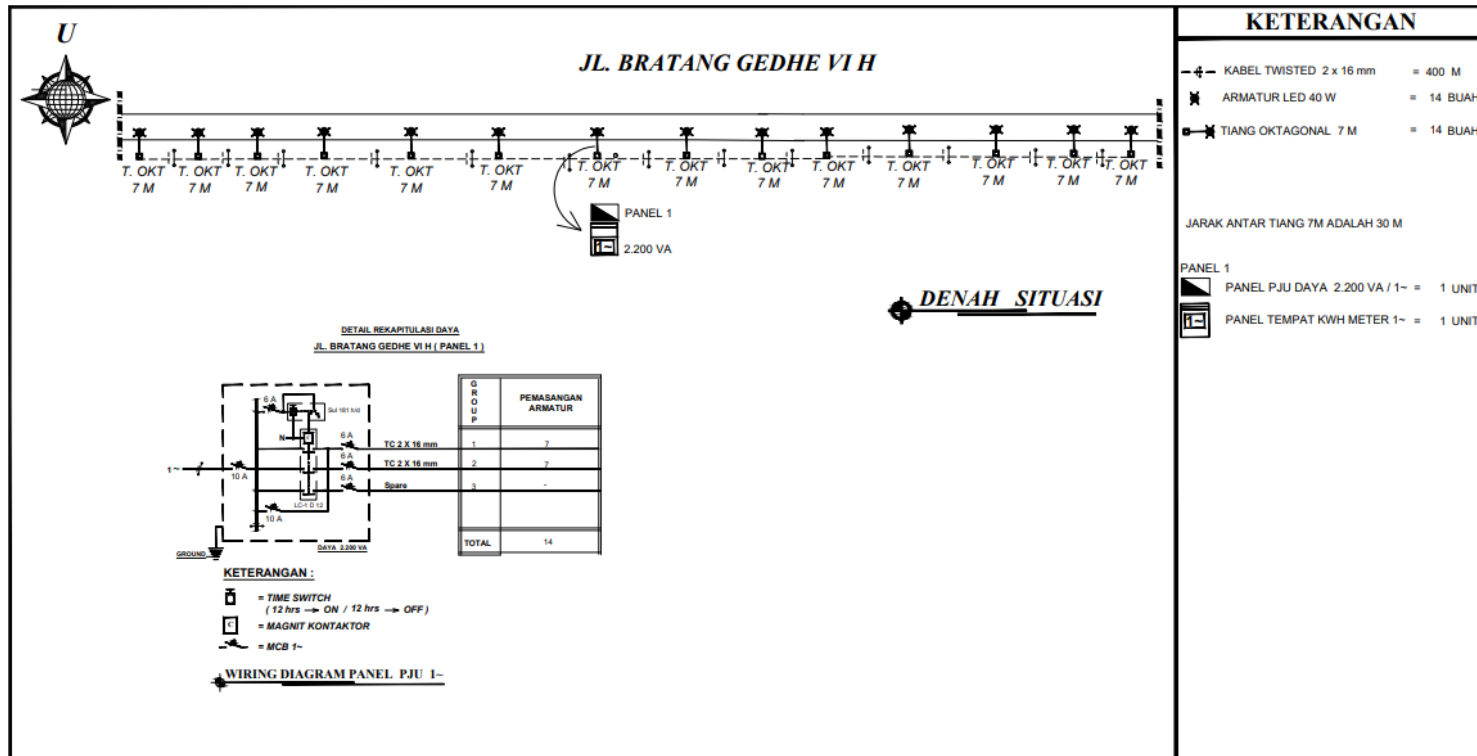 U
JL. BRATANG GEDHE VI H
T. OKT T. OKT T. OKT T. OKT T. OKT T. OKT T. OKT T. OKT T. OKT T. OKT T. OKT T. OKT T. OKT T. OKT
7 M 7 M 7 M 7 M 7 M 7 M 7 M 7 M 7 M 7 M 7 M 7 M 7 M 7 M
PANEL 1
1~ 2.200 VA
DENAH SITUASI
DETAIL REKAPITULASI DAYA
JL. BRATANG GEDHE VI H ( PANEL 1 )
6 A
Sul 181 h/d
N
6 A
TC 2 X 16 mm
6 A
1~
10 A
TC 2 X 16 mm
6 A
Spare
LC-1 D 12
10 A
GROUND
DAYA 2.200 VA
GROUP PEMASANGAN
ARMATUR
1 7
2 7
3 -
TOTAL 14
KETERANGAN :
= TIME SWITCH
( 12 hrs → ON / 12 hrs → OFF )
C = MAGNIT KONTAKTOR
= MCB 1~
WIRING DIAGRAM PANEL PJU 1~
KETERANGAN
KABEL TWISTED 2 x 16 mm = 400 M
ARMATUR LED 40 W = 14 BUAH
TIANG OKTAGONAL 7 M = 14 BUAH
JARAK ANTAR TIANG 7M ADALAH 30 M
PANEL 1
PANEL PJU DAYA 2.200 VA / 1~ = 1 UNIT
1~ PANEL TEMPAT KWH METER 1~ = 1 UNIT